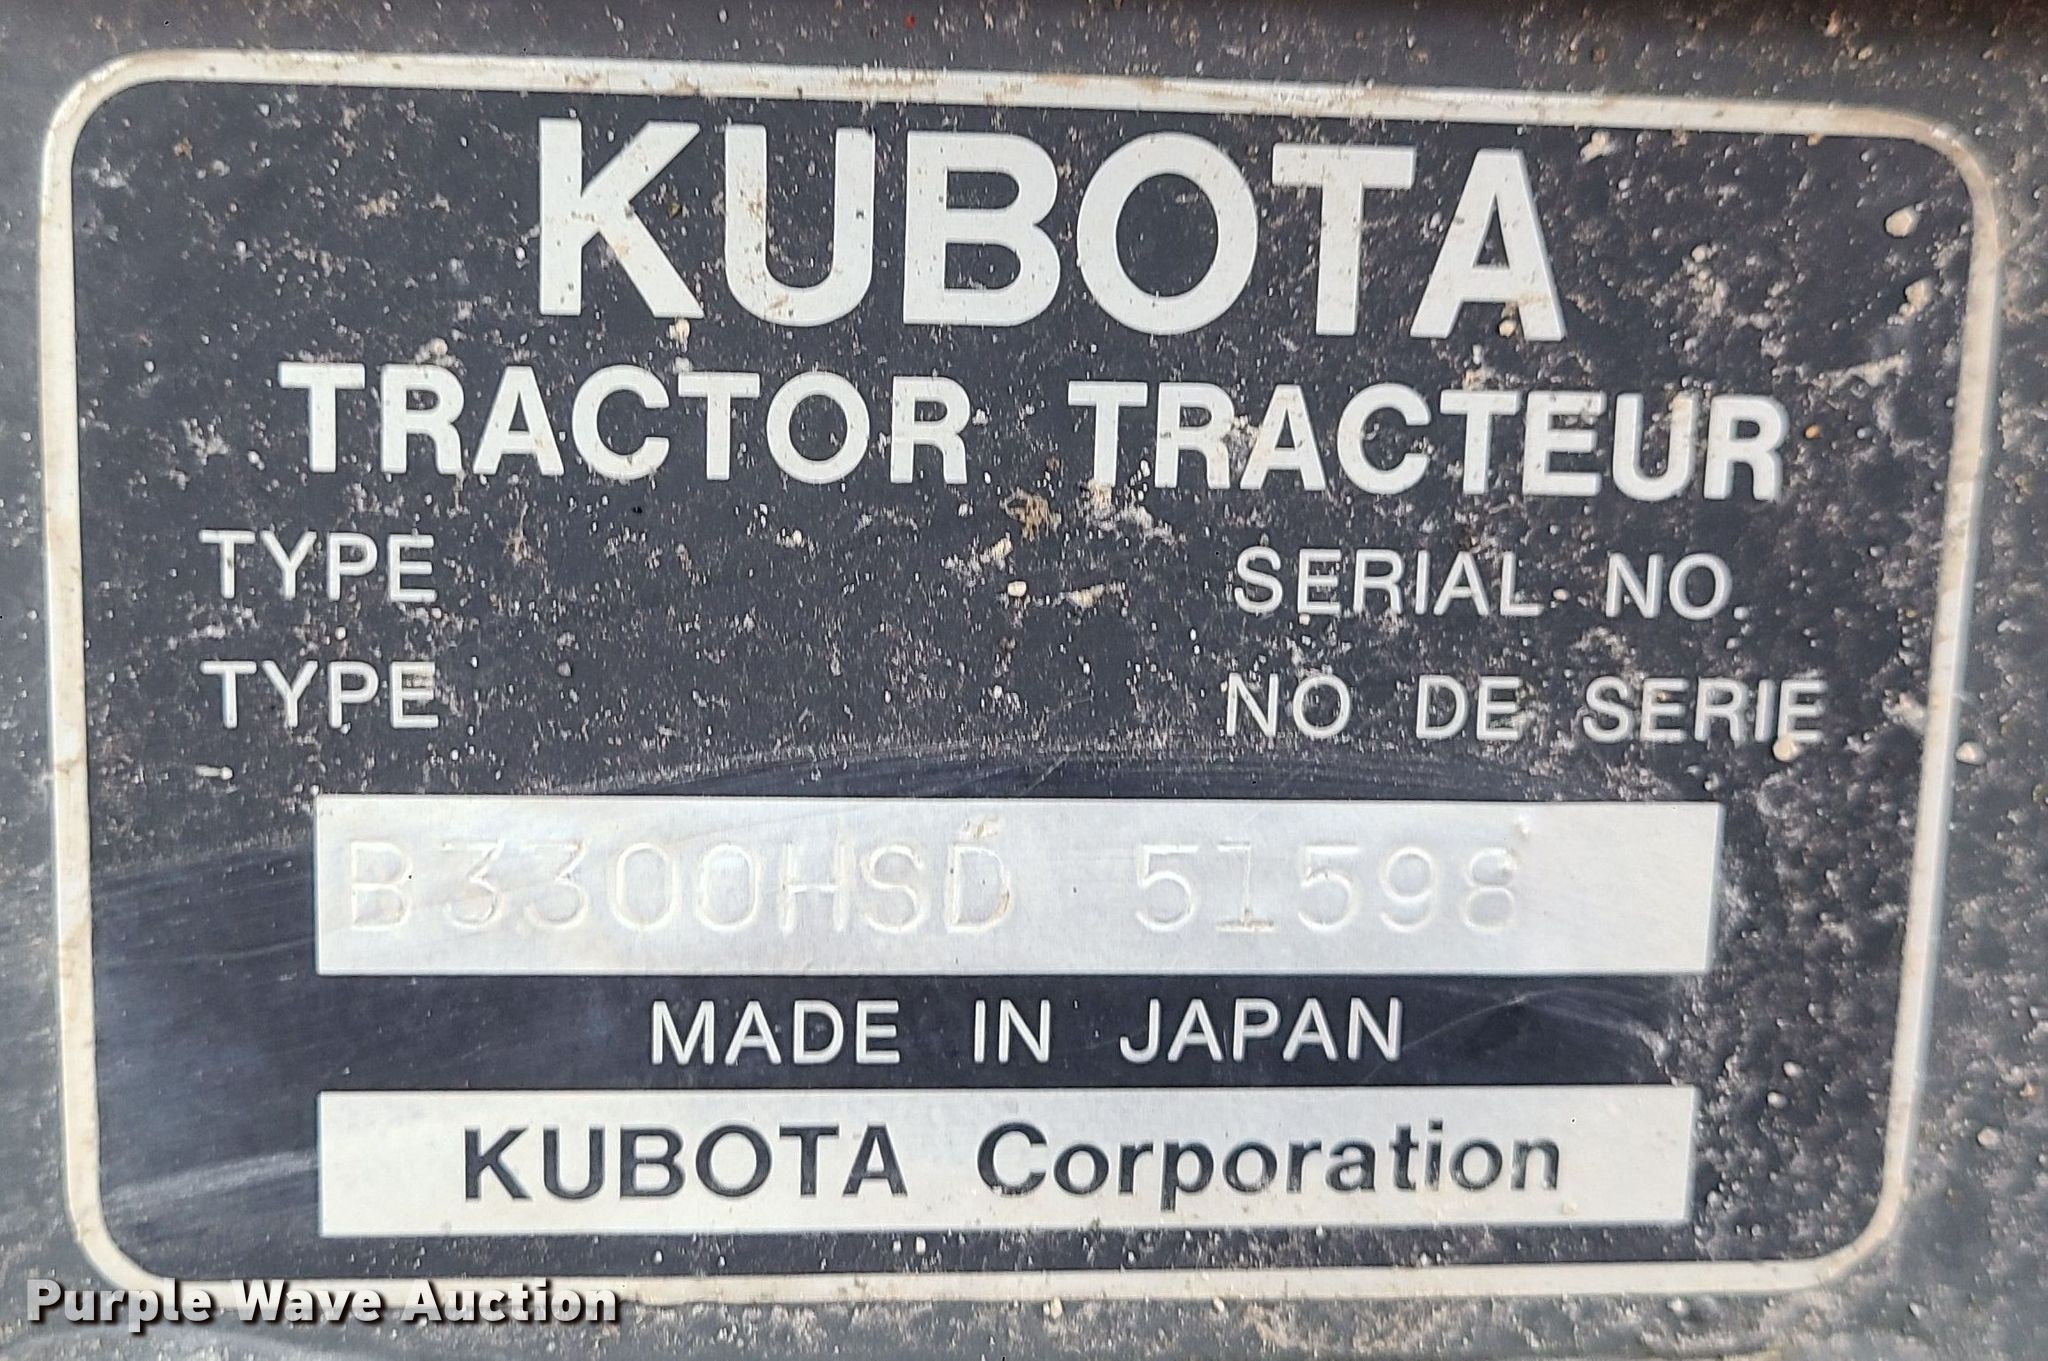 KUBOTA
TRACTOR TRACTEUR
TYPE SERIAL NO.
TYPE NO DE SERIE
B3300HSD 51598
MADE IN JAPAN
KUBOTA Corporation
Purple Wave Auction